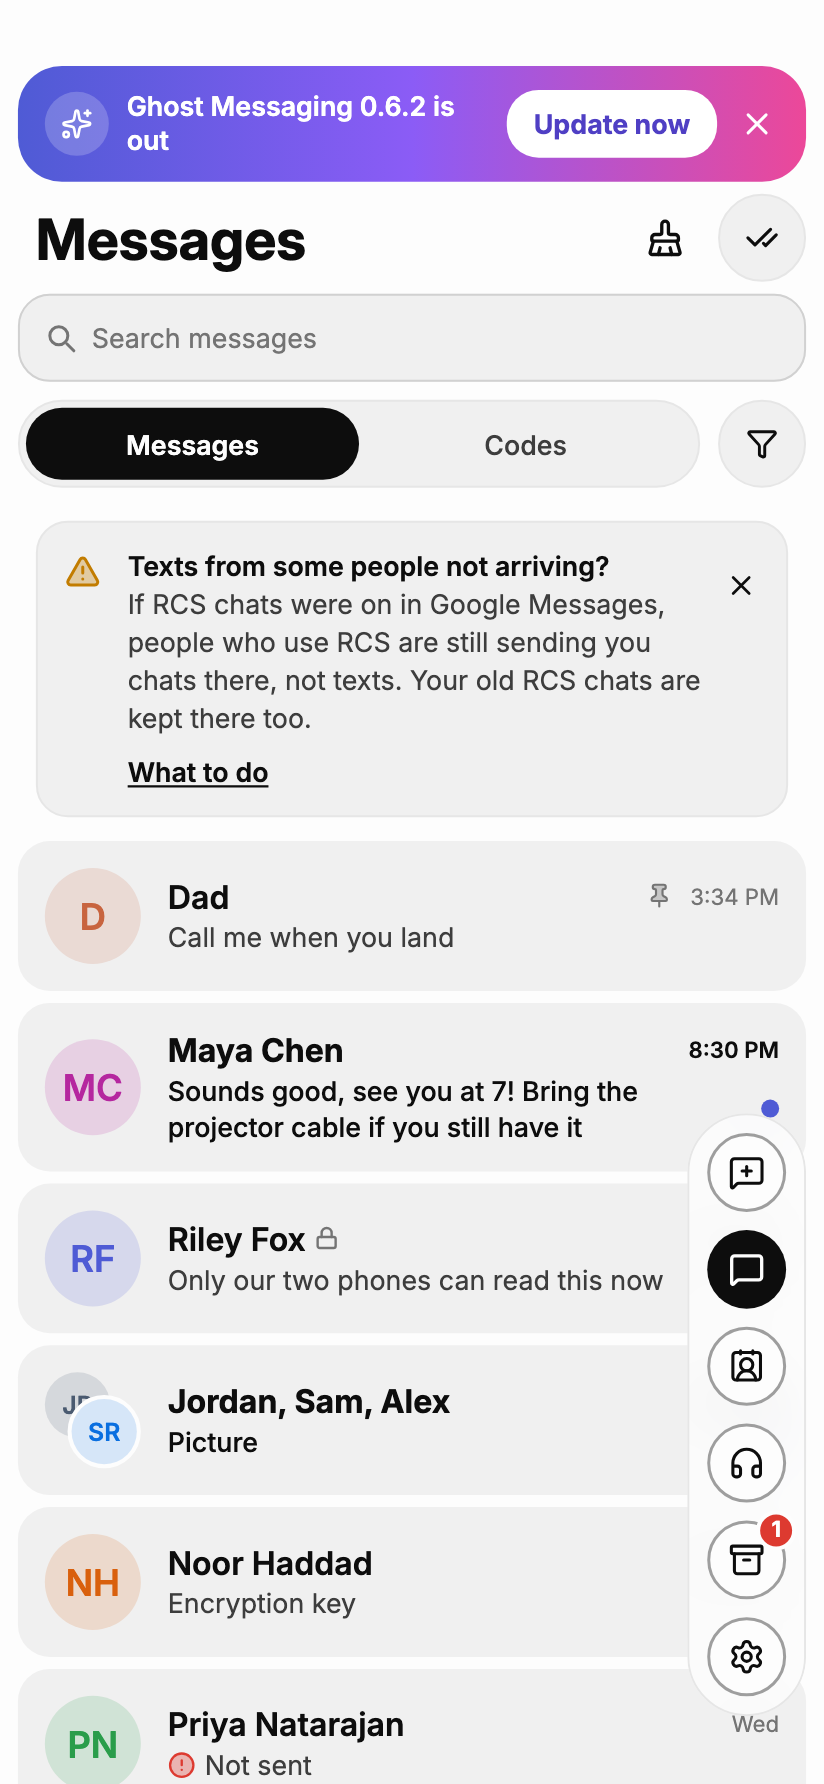 Ghost Messaging 0.6.2 is
out
Update now
Messages
Search messages
Messages
Codes
Texts from some people not arriving?
If RCS chats were on in Google Messages,
people who use RCS are still sending you
chats there, not texts. Your old RCS chats are
kept there too.
What to do
D
Dad
3:34 PM
Call me when you land
MC
Maya Chen
8:30 PM
Sounds good, see you at 7! Bring the
projector cable if you still have it
RF
Riley Fox
Only our two phones can read this now
SR
Jordan, Sam, Alex
Picture
NH
Noor Haddad
Encryption key
1
PN
Priya Natarajan
Wed
Not sent